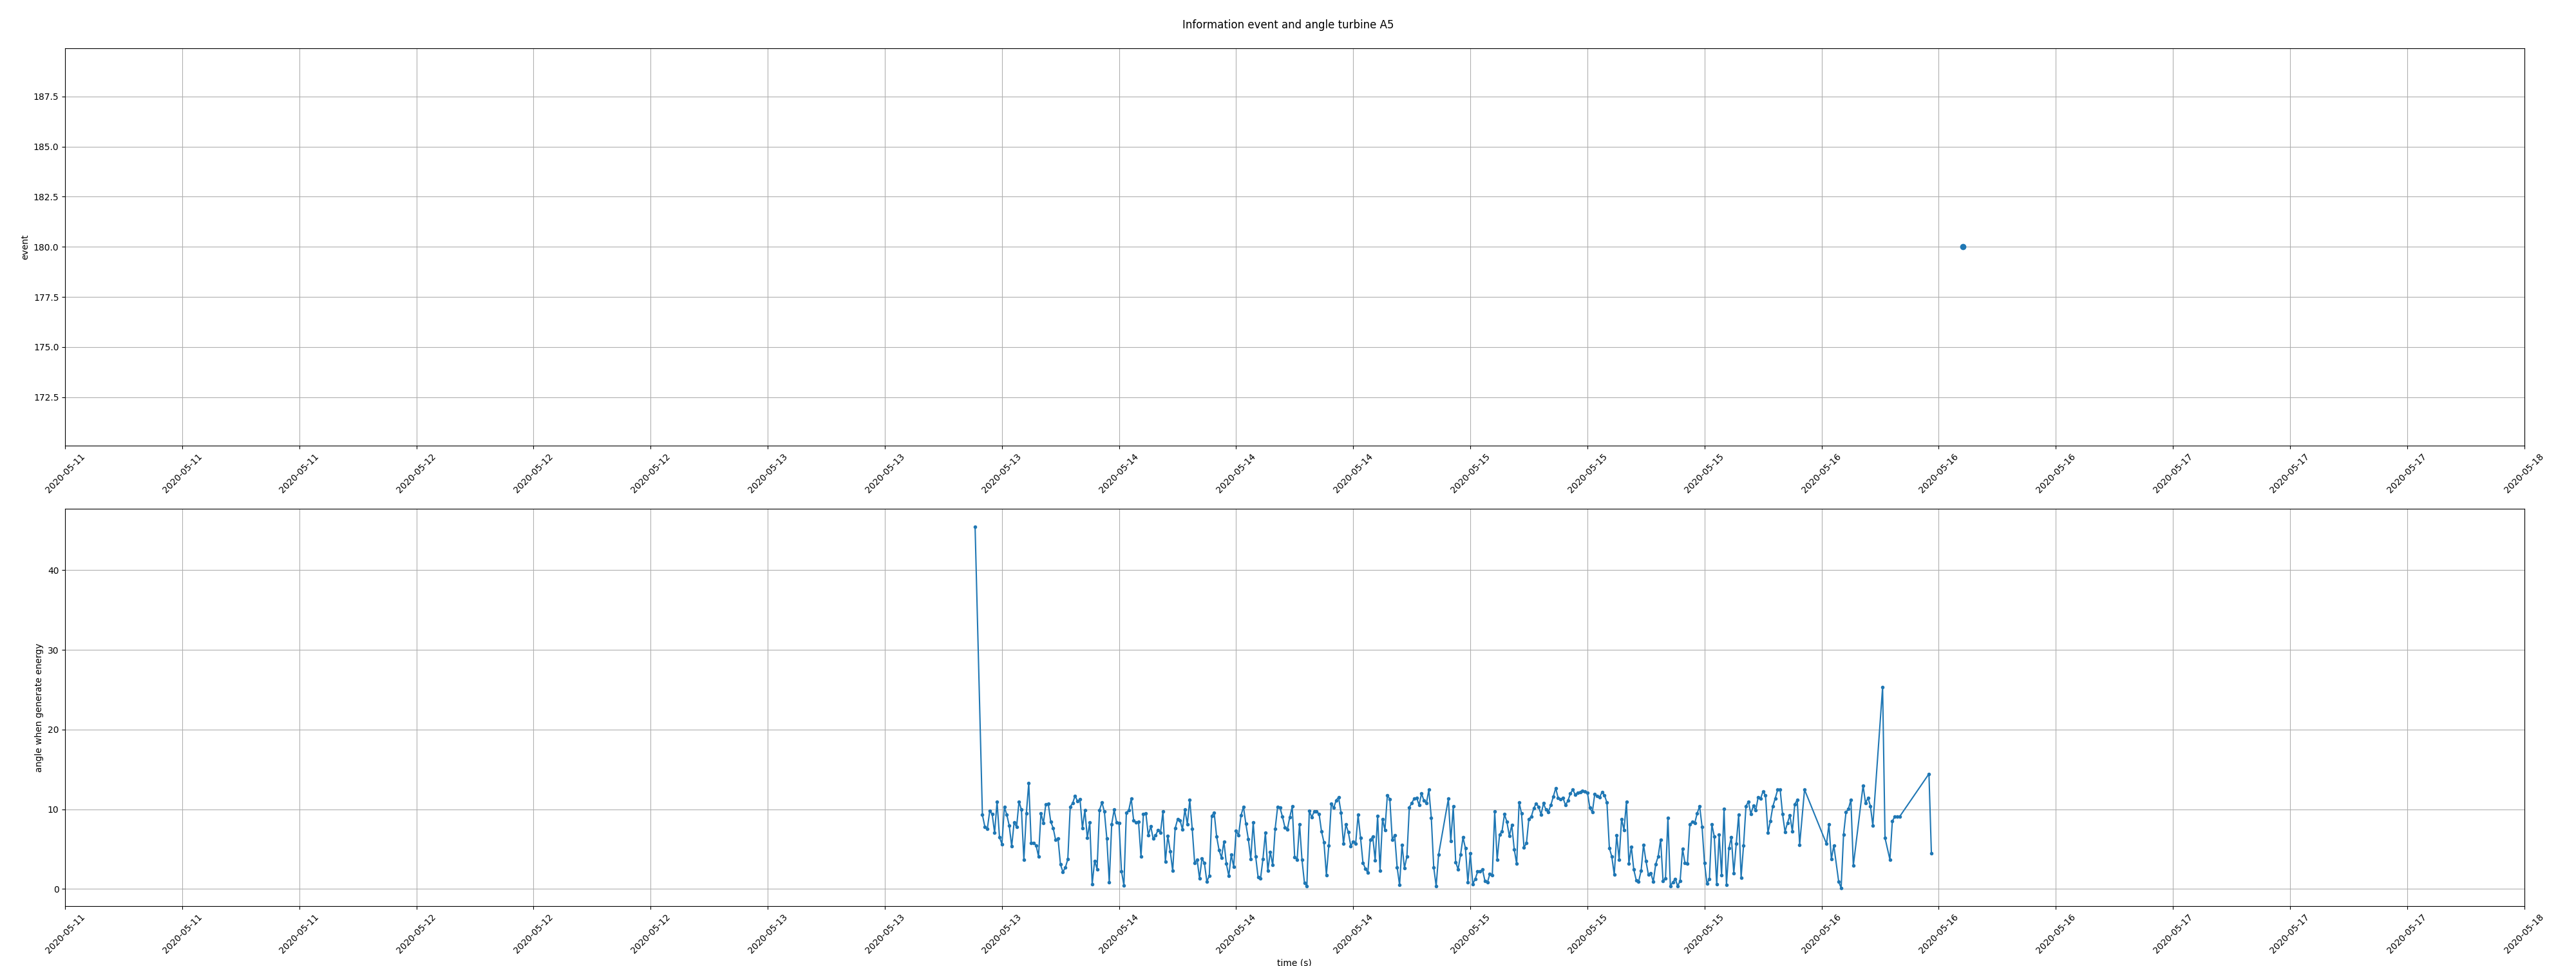 Information event and angle turbine A5
187.5
185.0
182.5
180.0
177.5
175.0
172.5
event
2020-05-11 2020-05-11 2020-05-11 2020-05-12 2020-05-12 2020-05-12 2020-05-13 2020-05-13 2020-05-13 2020-05-14 2020-05-14 2020-05-14 2020-05-15 2020-05-15 2020-05-15 2020-05-16 2020-05-16 2020-05-16 2020-05-17 2020-05-17 2020-05-17 2020-05-18
40
30
20
10
0
angle when generate energy
2020-05-11 2020-05-11 2020-05-11 2020-05-12 2020-05-12 2020-05-12 2020-05-13 2020-05-13 2020-05-13 2020-05-14 2020-05-14 2020-05-14 2020-05-15 2020-05-15 2020-05-15 2020-05-16 2020-05-16 2020-05-16 2020-05-17 2020-05-17 2020-05-17 2020-05-18
time (s)